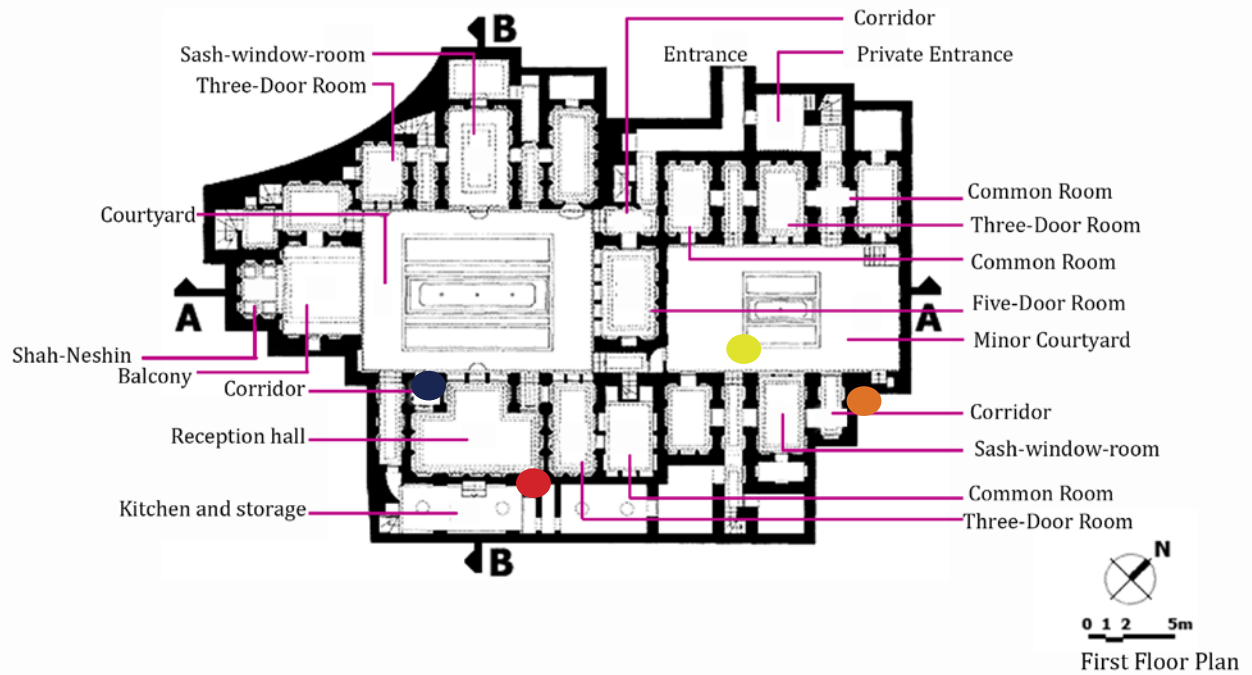 Corridor
B
Sash-window-room
Entrance
Private Entrance
Three-Door Room
Common Room
Courtyard
Three-Door Room
Common Room
A
A
Five-Door Room
Minor Courtyard
Shah-Neshin
Balcony
Corridor
Corridor
Reception hall
Sash-window-room
Common Room
Kitchen and storage
Three-Door Room
B
N
0 1 2 5m
First Floor Plan